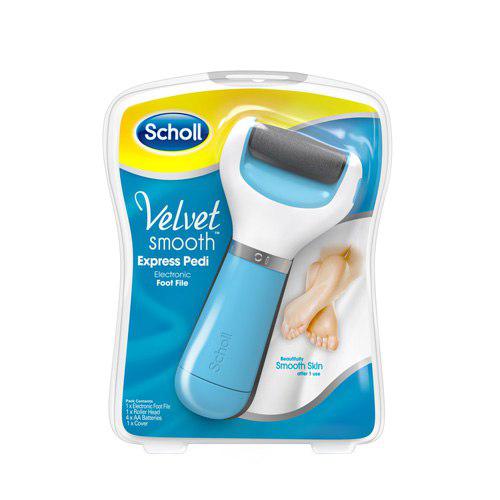 Scholl
Velvet
smooth™
Express Pedi
Electronic
Foot File
Scholl
Beautifully
Smooth Skin
after 1 use
Pack Contents
1 x Electronic Foot File
1 x Roller Head
4 x AA Batteries
1 x Cover